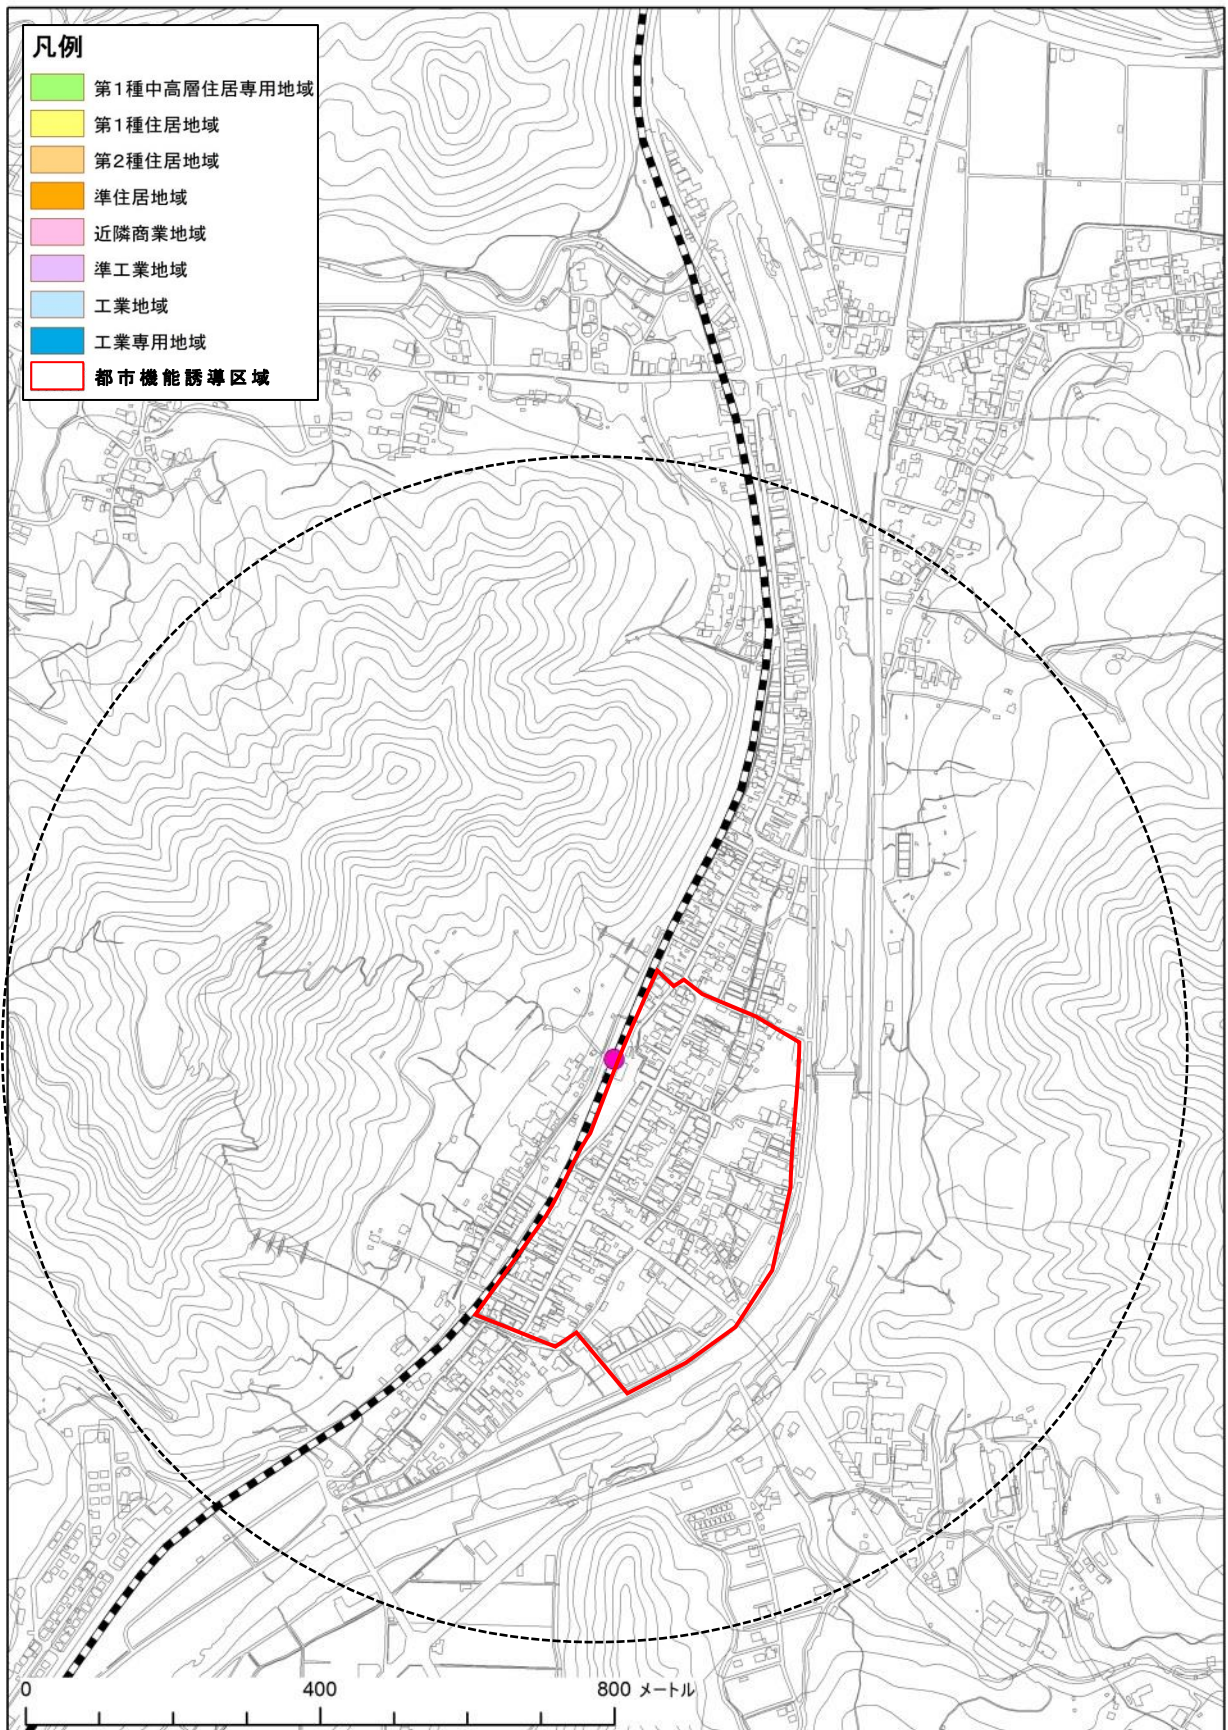 凡例
第1種中高層住居専用地域
第1種住居地域
第2種住居地域
準住居地域
近隣商業地域
準工業地域
工業地域
工業専用地域
都市機能誘導区域
0 400 800 メートル